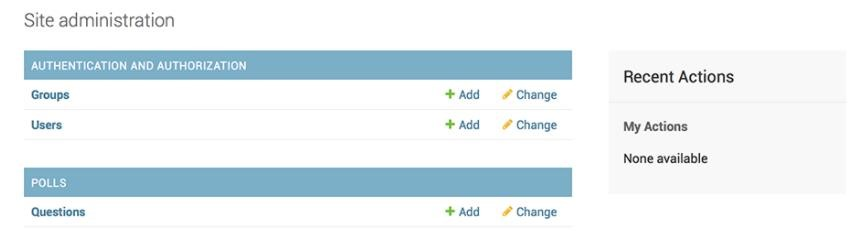 Site administration
AUTHENTICATION AND AUTHORIZATION
Groups Add Change
Users Add Change
POLLS
Questions Add Change
Recent Actions
My Actions
None available